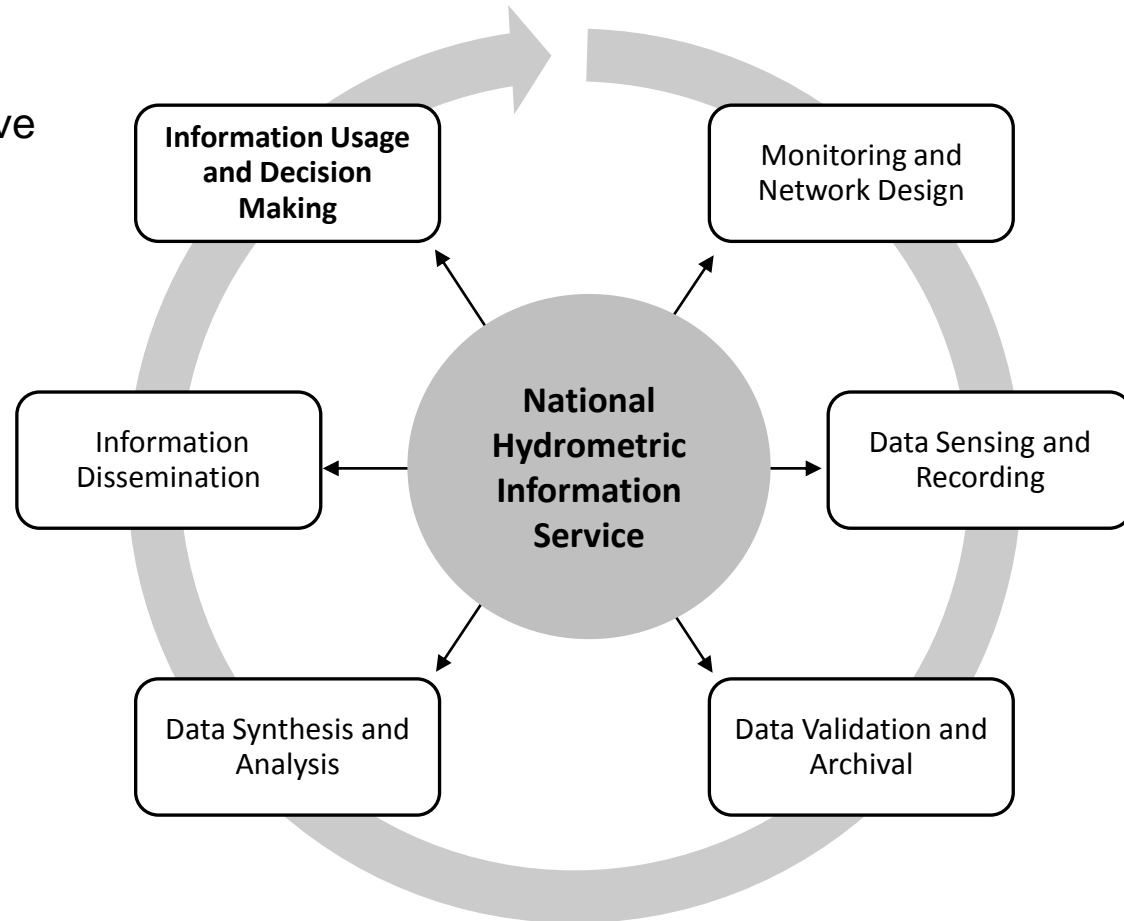 Information Usage
and Decision
Making
Monitoring and
Network Design
National
Hydrometric
Information
Service
Information
Dissemination
Data Sensing and
Recording
Data Synthesis and
Analysis
Data Validation and
Archival